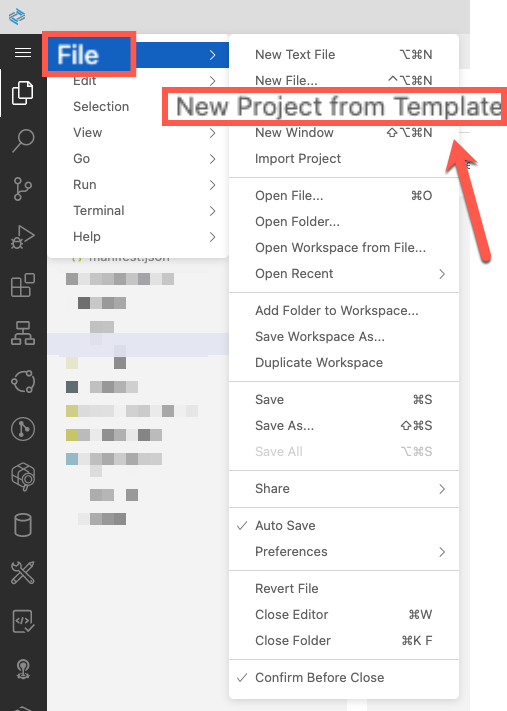 File
Edit
Selection
View
Go
Run
Terminal
Help
manifest.json
New Text File ⌥⌘N
New File... ^⌥⌘N
New Project from Template
New Window ⇧⌥⌘N
Import Project
Open File... ⌘O
Open Folder...
Open Workspace from File...
Open Recent
Add Folder to Workspace...
Save Workspace As...
Duplicate Workspace
Save ⌘S
Save As... ⇧⌘S
Save All ⌥⌘S
Share
✓ Auto Save
Preferences
Revert File
Close Editor ⌘W
Close Folder ⌘K F
✓ Confirm Before Close